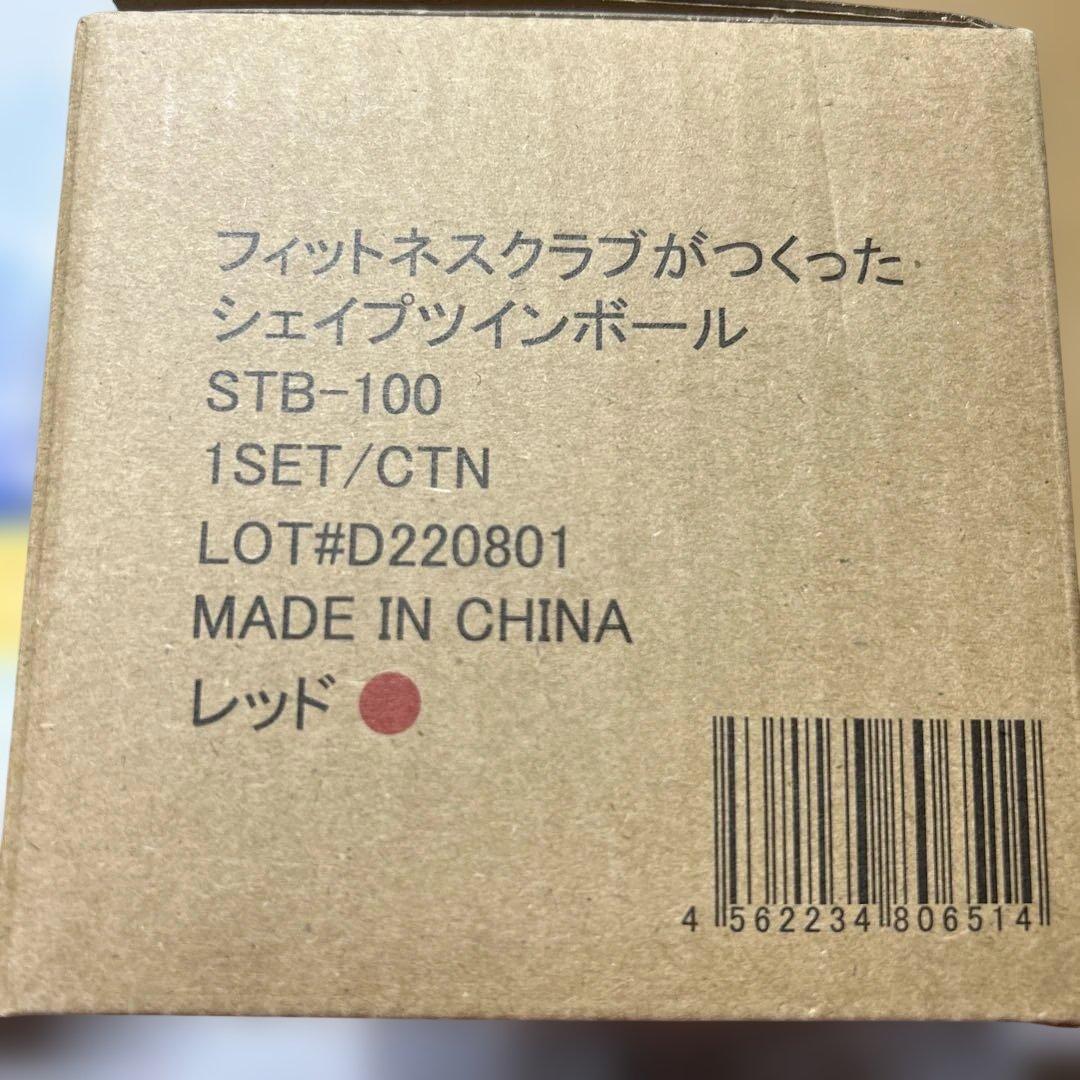 フィットネスクラブがつくった
シェイプツインボール
STB-100
1SET/CTN
LOT#D220801
MADE IN CHINA
レッド
4 562234 806514